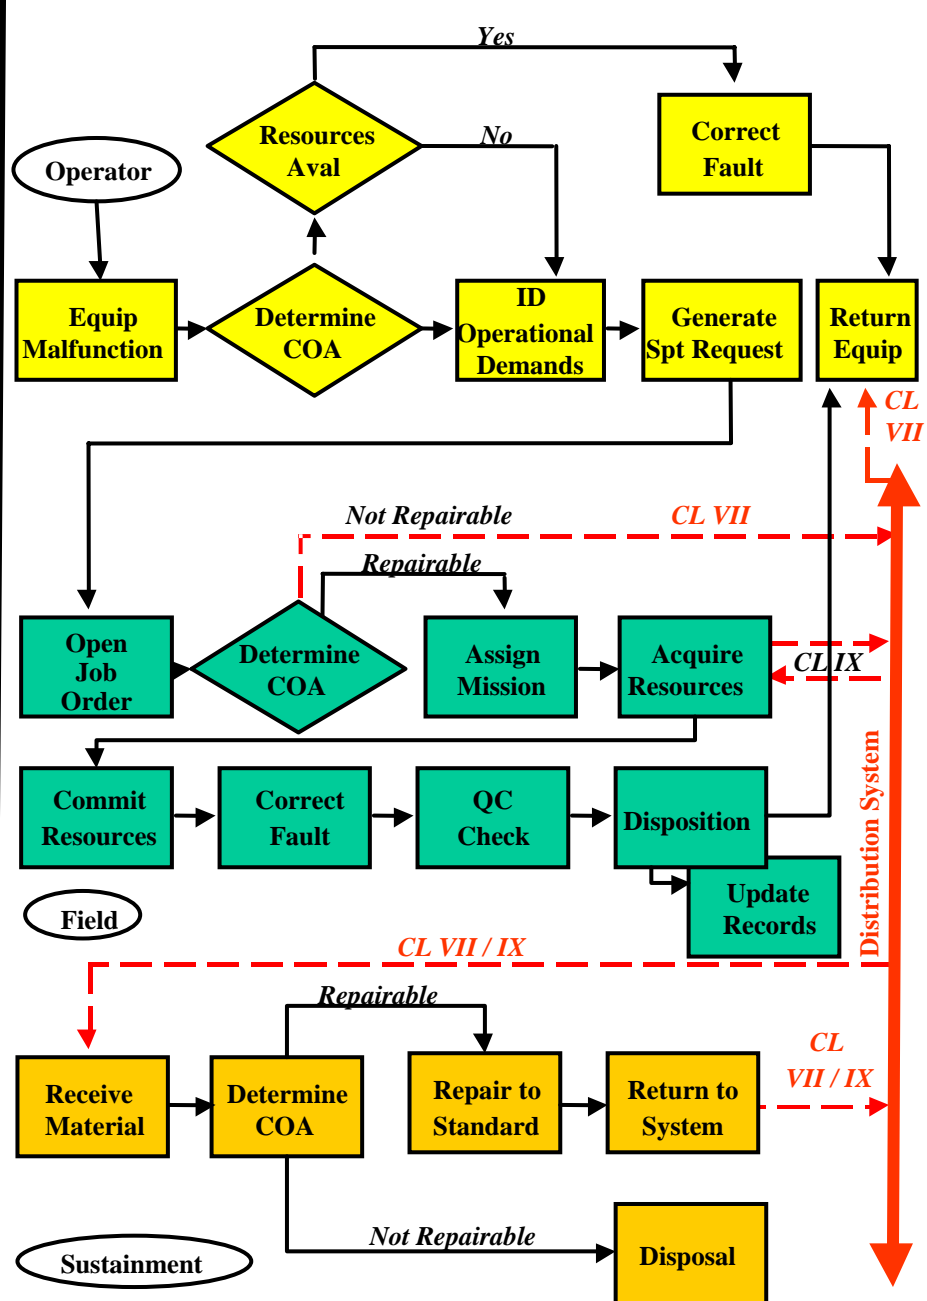 Yes
Resources
Aval
No
Correct
Fault
Operator
Equip
Malfunction
Determine
COA
ID
Operational
Demands
Generate
Spt Request
Return
Equip
CL
VII
Not Repairable
CL VII
Repairable
Open
Job
Order
Determine
COA
Assign
Mission
Acquire
Resources
CL IX
Commit
Resources
Correct
Fault
QC
Check
Disposition
Update
Records
Distribution System
Field
CL VII / IX
Repairable
CL
VII / IX
Receive
Material
Determine
COA
Repair to
Standard
Return to
System
Not Repairable
Disposal
Sustainment